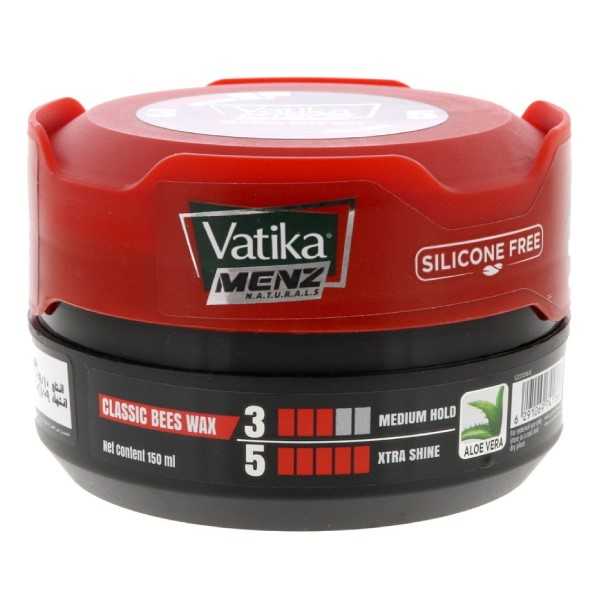 Vatika
Vatika
MENZ
NATURALS
SILICONE FREE
CLASSIC BEES WAX
Net Content 150 ml
3
MEDIUM HOLD
5
XTRA SHINE
ALOE VERA